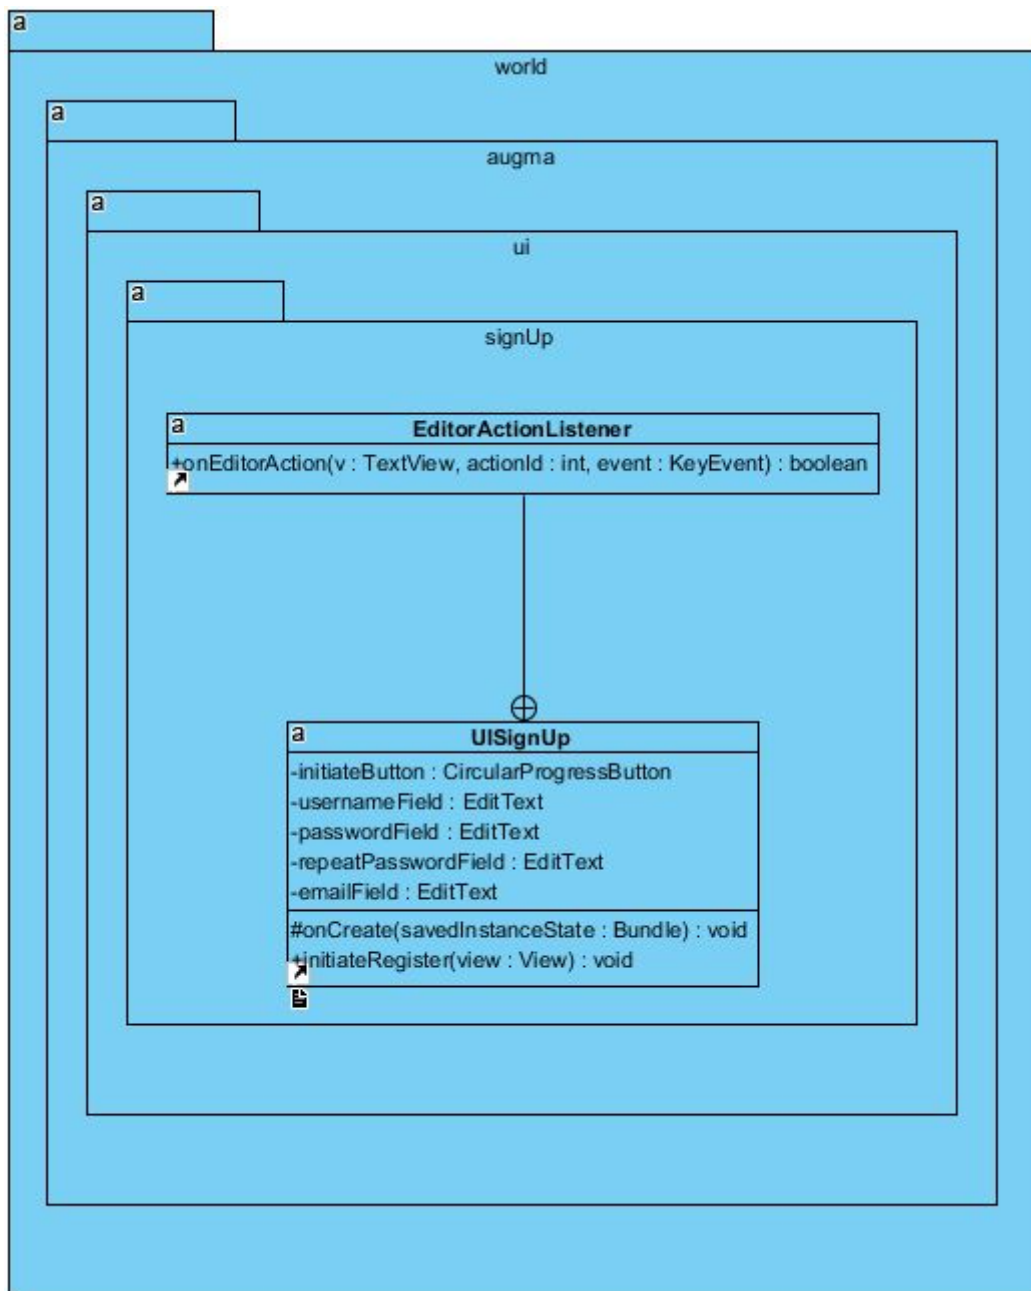 a
world
a
augma
a
ui
a
signUp
a
EditorActionListener
+onEditorAction(v : TextView, actionId : int, event : KeyEvent) : boolean
a
UISignUp
-initiateButton : CircularProgressButton
-usernameField : EditText
-passwordField : EditText
-repeatPasswordField : EditText
-emailField : EditText
#onCreate(savedInstanceState : Bundle) : void
+initiateRegister(view : View) : void